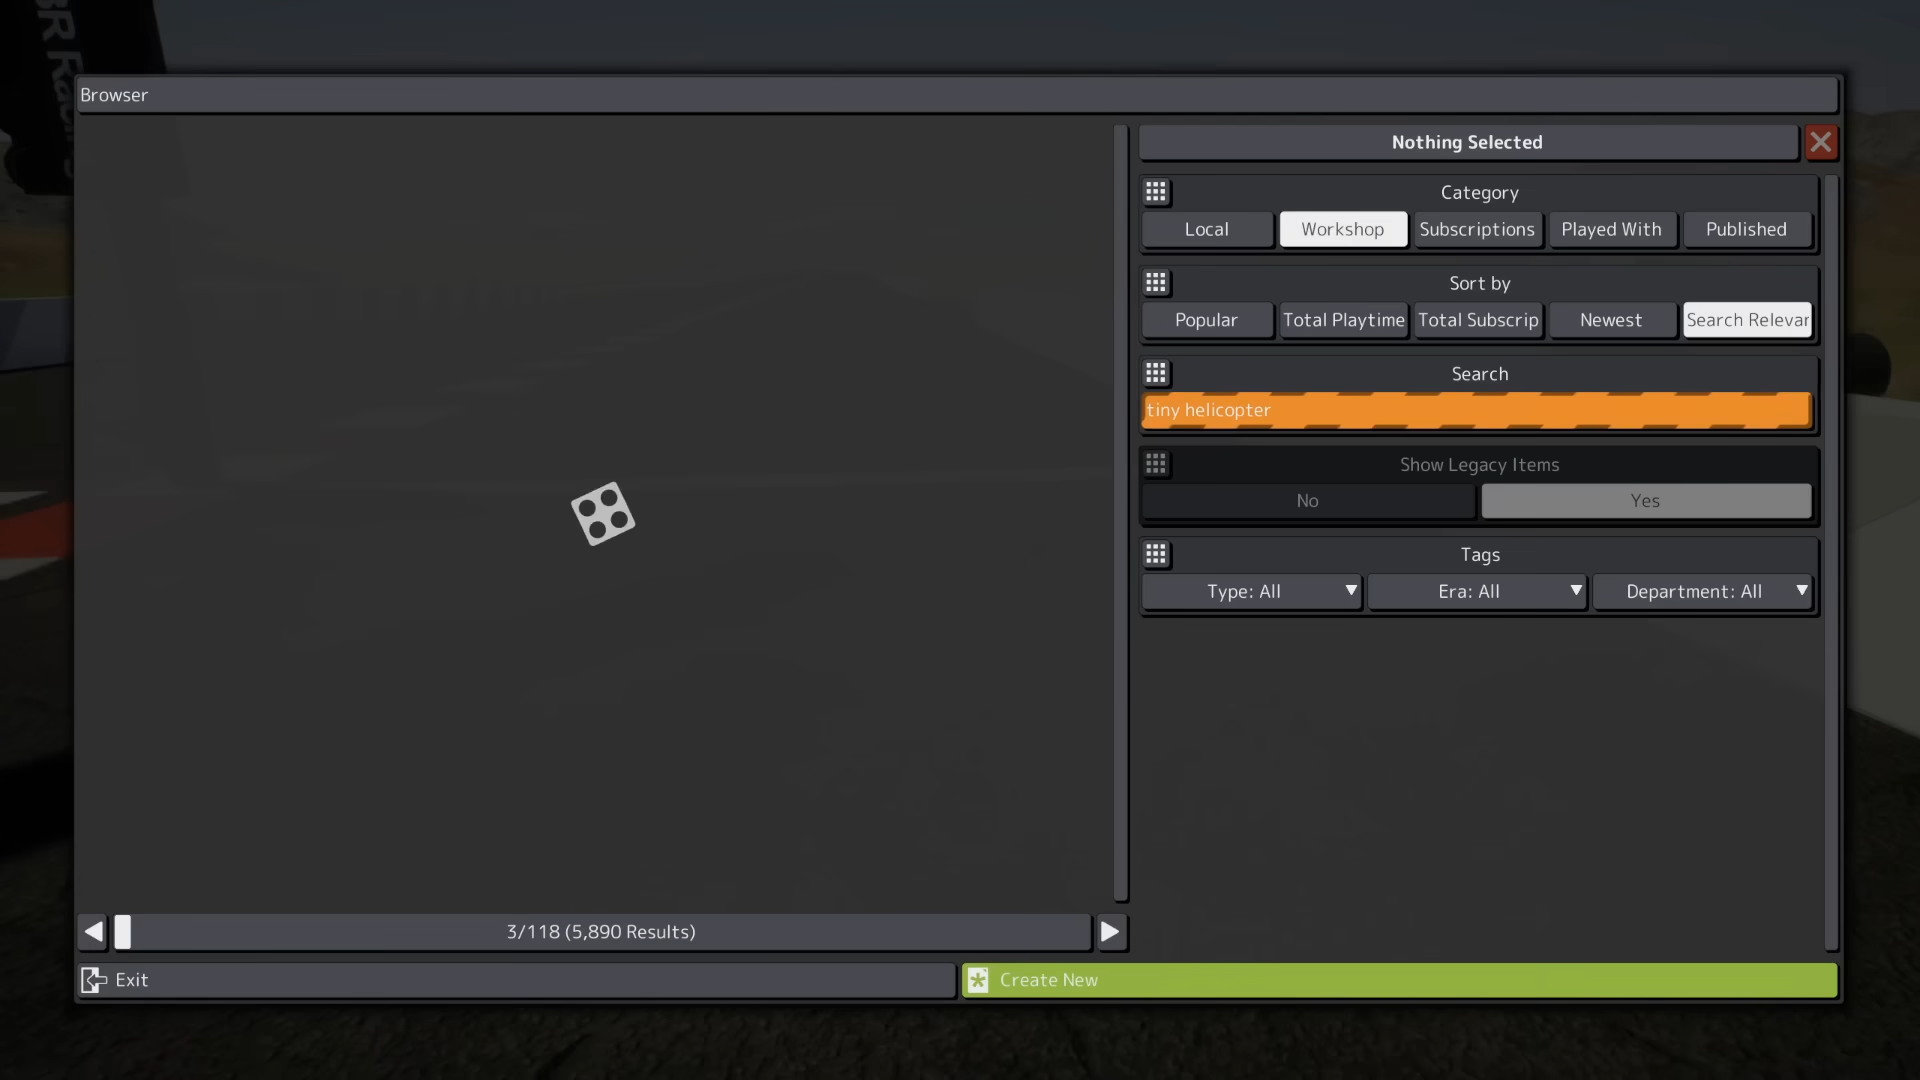 Browser
Nothing Selected
Category
Local Workshop Subscriptions Played With Published
Sort by
Popular Total Playtime Total Subscrip Newest Search Relevar
Search
tiny helicopter
Show Legacy Items
No Yes
Tags
Type: All Era: All Department: All
3/118 (5,890 Results)
Exit Create New